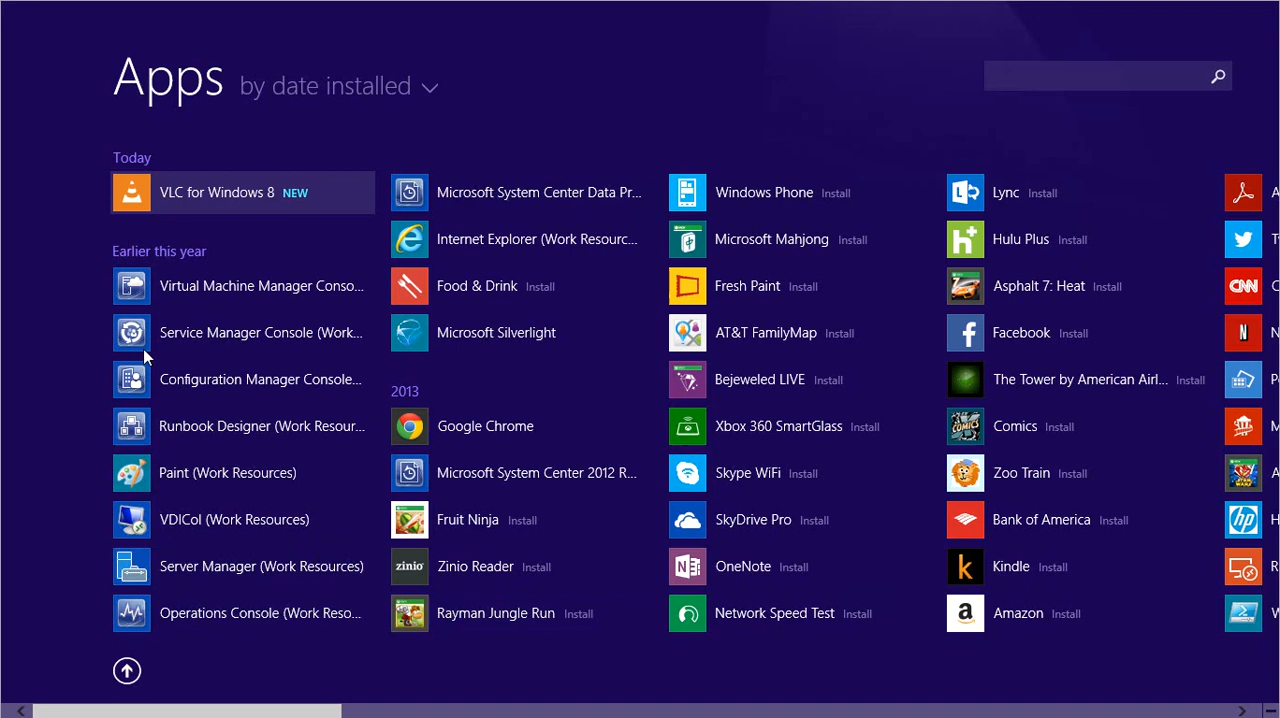 Apps by date installed
Today
VLC for Windows 8 NEW
Earlier this year
Virtual Machine Manager Conso...
Service Manager Console (Work...
Configuration Manager Console...
Runbook Designer (Work Resour...
Paint (Work Resources)
VDICol (Work Resources)
Server Manager (Work Resources)
Operations Console (Work Reso...
Microsoft System Center Data Pr...
Internet Explorer (Work Resourc...
Food & Drink Install
Microsoft Silverlight
2013
Google Chrome
Microsoft System Center 2012 R...
Fruit Ninja Install
zinio Zinio Reader Install
Rayman Jungle Run Install
Windows Phone Install
Microsoft Mahjong Install
Fresh Paint Install
AT&T FamilyMap Install
Bejeweled LIVE Install
Xbox 360 SmartGlass Install
Skype WiFi Install
SkyDrive Pro Install
OneNote Install
Network Speed Test Install
Lync Install
Hulu Plus Install
Asphalt 7: Heat Install
Facebook Install
The Tower by American Airl... Install
COMICS Comics Install
Zoo Train Install
Bank of America Install
Kindle Install
Amazon Install
CNN